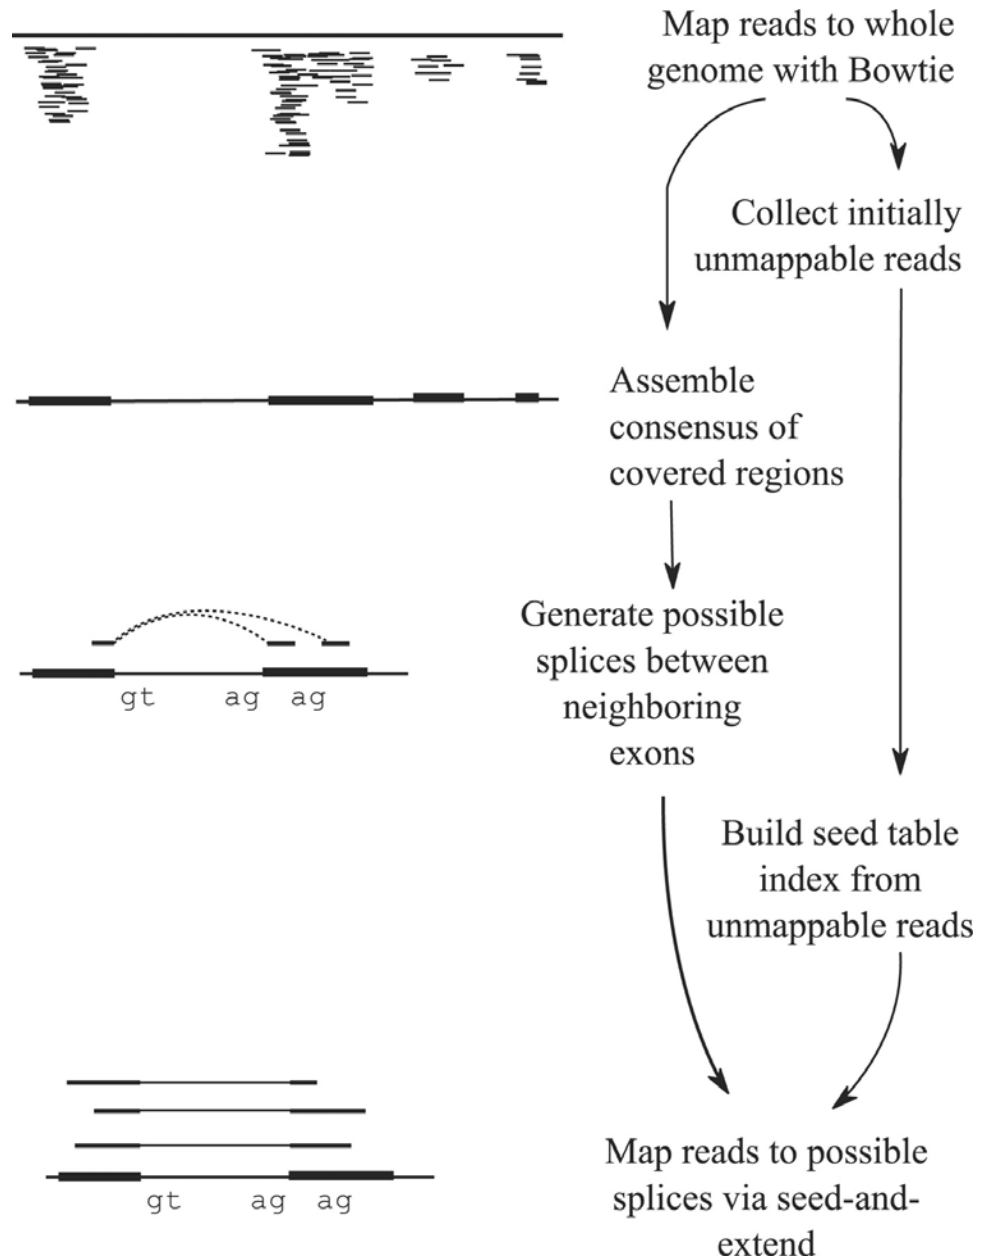 Map reads to whole
genome with Bowtie
Collect initially
unmappable reads
Assemble
consensus of
covered regions
Generate possible
splices between
neighboring
exons
gt ag ag
Build seed table
index from
unmappable reads
Map reads to possible
splices via seed-and-
extend
gt ag ag